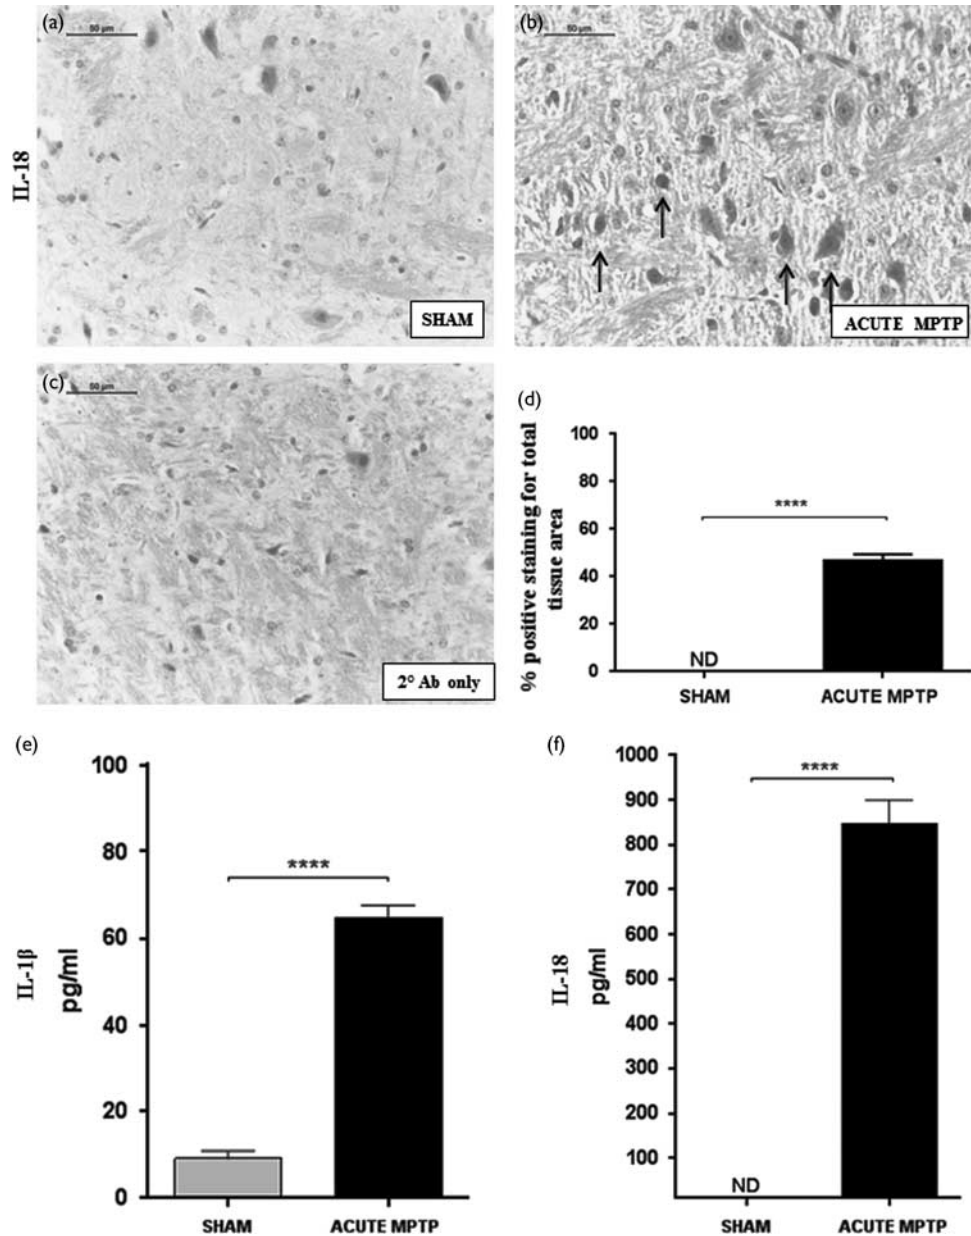 (a)
50 µm
IL-18
SHAM
(b)
50 µm
ACUTE MPTP
(c)
50 µm
2° Ab only
(d)
% positive staining for total
tissue area
100
80
60
40
20
0
****
ND
SHAM
ACUTE MPTP
(e)
IL-1β
pg/ml
100
80
60
40
20
0
****
SHAM
ACUTE MPTP
(f)
IL-18
pg/ml
1000
900
800
700
600
500
400
300
200
100
****
ND
SHAM
ACUTE MPTP